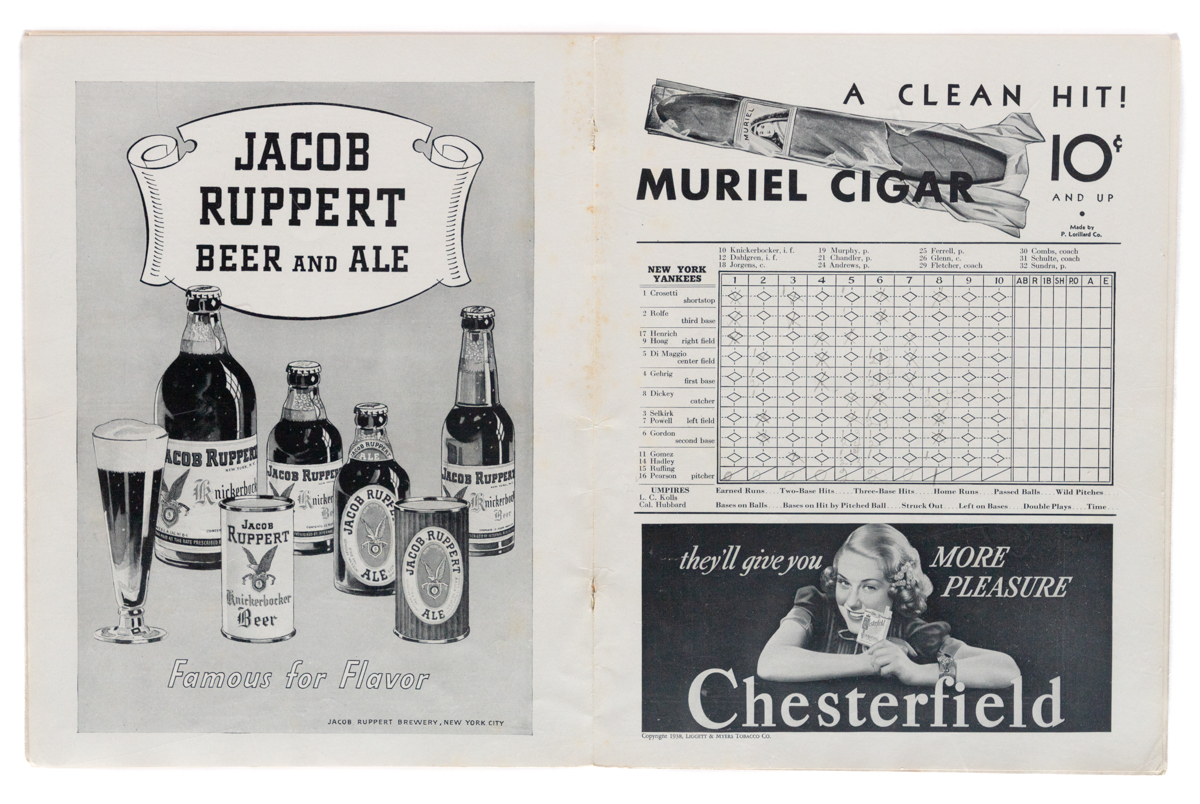 JACOB
RUPPERT
BEER AND ALE
JACOB RUPPERT
Knickerbocker
JACOB RUPPERT
Knickerbocker
JACOB RUPPERT
ALE
JACOB RUPPERT
ALE
JACOB RUPPERT
Knickerbocker
Beer
JACOB
RUPPERT
Knickerbocker
Beer
JACOB RUPPERT
ALE
Famous for Flavor
JACOB RUPPERT BREWERY, NEW YORK CITY
A CLEAN HIT!
MURIEL
10¢
AND UP
MURIEL CIGAR
Made by
P. Lorillard Co.
10 Knickerbocker, i. f. 19 Murphy, p. 25 Ferrell, p. 30 Combs, coach
12 Dahlgren, i. f. 21 Chandler, p. 26 Glenn, c. 31 Schulte, coach
18 Jorgens, c. 24 Andrews, p. 29 Fletcher, coach 32 Sundra, p.
NEW YORK
YANKEES 1 2 3 4 5 6 7 8 9 10 AB R 1B SH PO A E
1 Crosetti
shortstop
2 Rolfe
third base
17 Henrich
9 Hoag right field
5 Di Maggio
center field
4 Gehrig
first base
8 Dickey
catcher
3 Selkirk
7 Powell left field
6 Gordon
second base
11 Gomez
14 Hadley
15 Ruffing
16 Pearson pitcher
UMPIRES
L. C. Kolls
Cal. Hubbard
Earned Runs.....Two-Base Hits.....Three-Base Hits.....Home Runs....Passed Balls....Wild Pitches
Bases on Balls....Bases on Hit by Pitched Ball....Struck Out....Left on Bases....Double Plays....Time....
they'll give you MORE
PLEASURE
Chesterfield
Chesterfield
Copyright 1938, LIGGETT & MYERS TOBACCO CO.